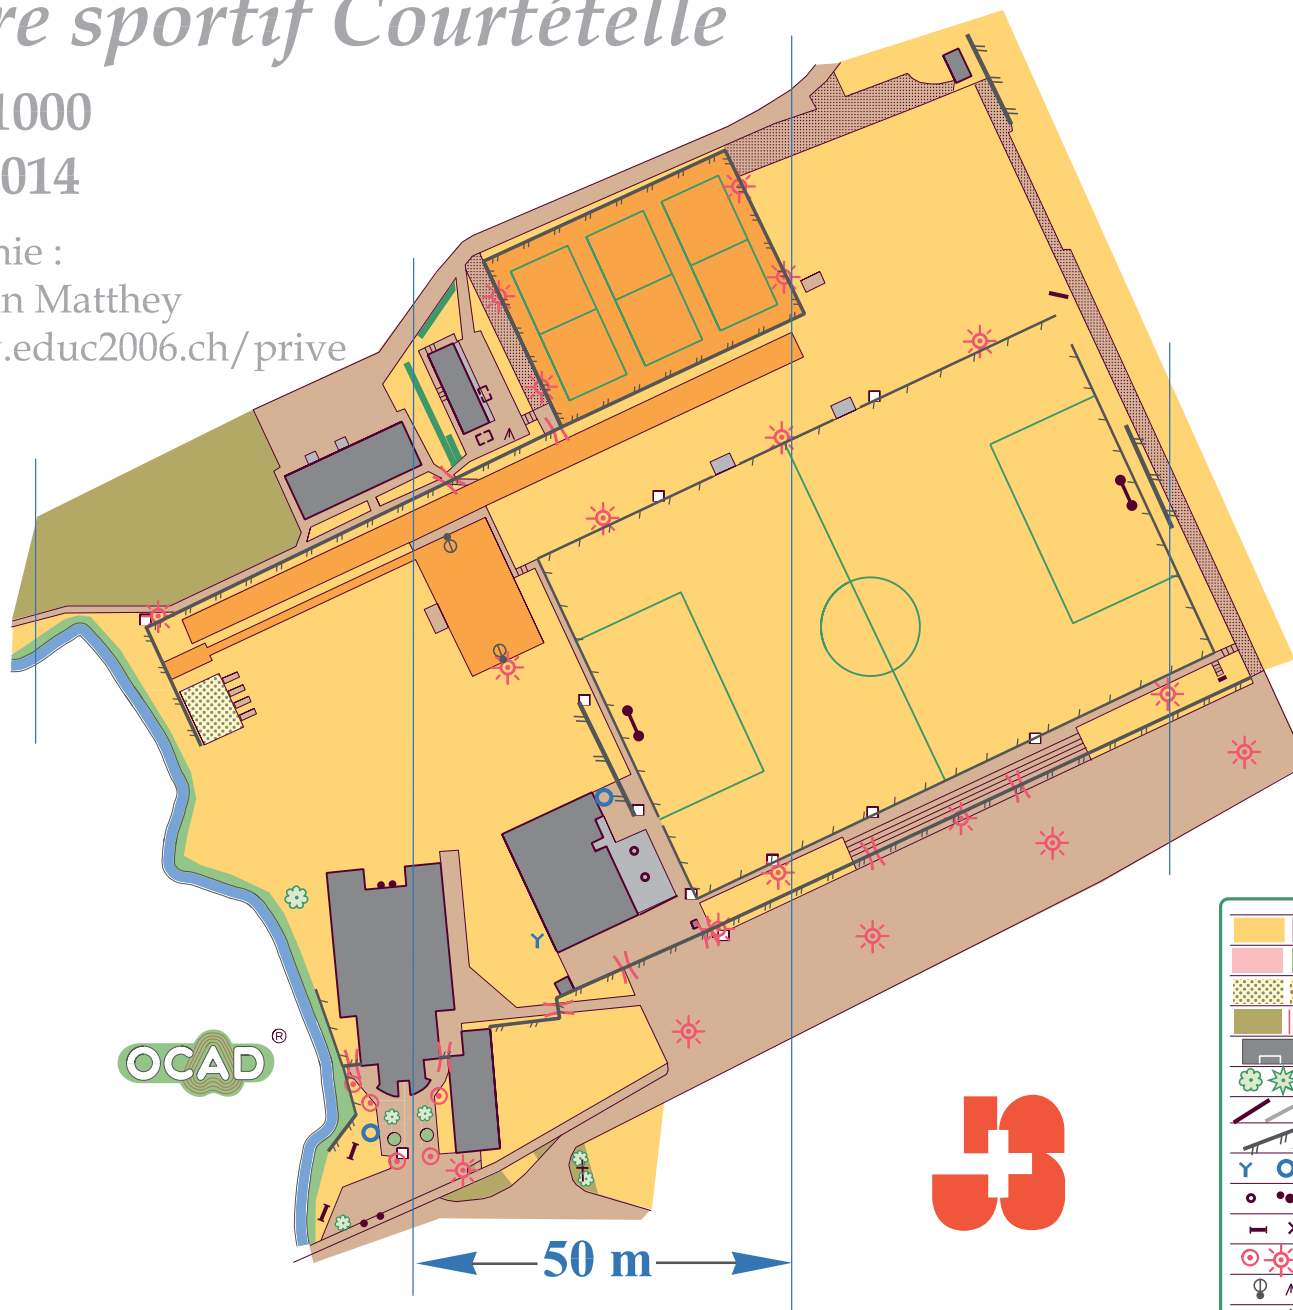 re sportif Courtételle
1000
014
nie :
n Matthey
.educ2006.ch/prive
OCAD®
50 m